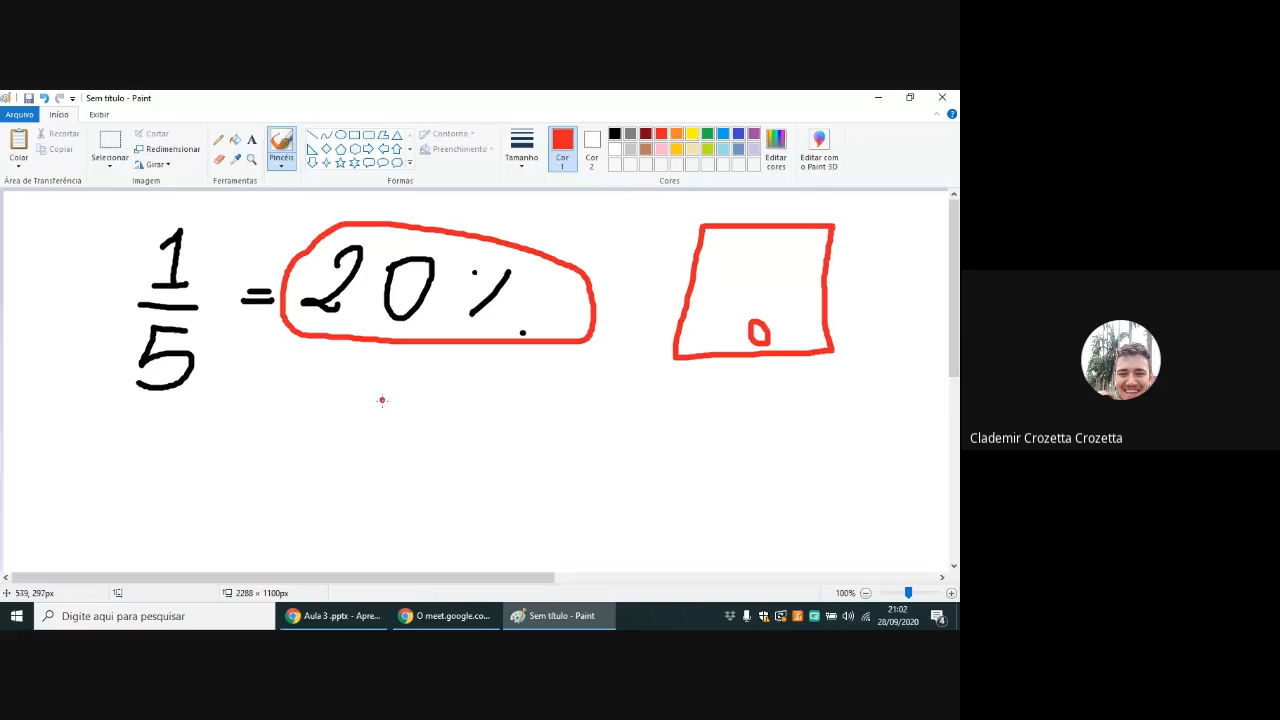 Sem título - Paint
Arquivo Início Exibir
Colar
Recortar
Copiar
Área de Transferência
Selecionar
Cortar
Redimensionar
Girar
Imagem
A
Ferramentas
Pincéis
Contorno
Preenchimento
Formas
Tamanho
Cor 1
Cor 2
Editar cores
Cores
Editar com o Paint 3D
1
5
= 20 %
0
Clademir Crozetta Crozetta
539, 297px
2288 × 1100px
100%
Digite aqui para pesquisar
Aula 3 .pptx - Apre...
O meet.google.co...
Sem título - Paint
21:02
28/09/2020
4